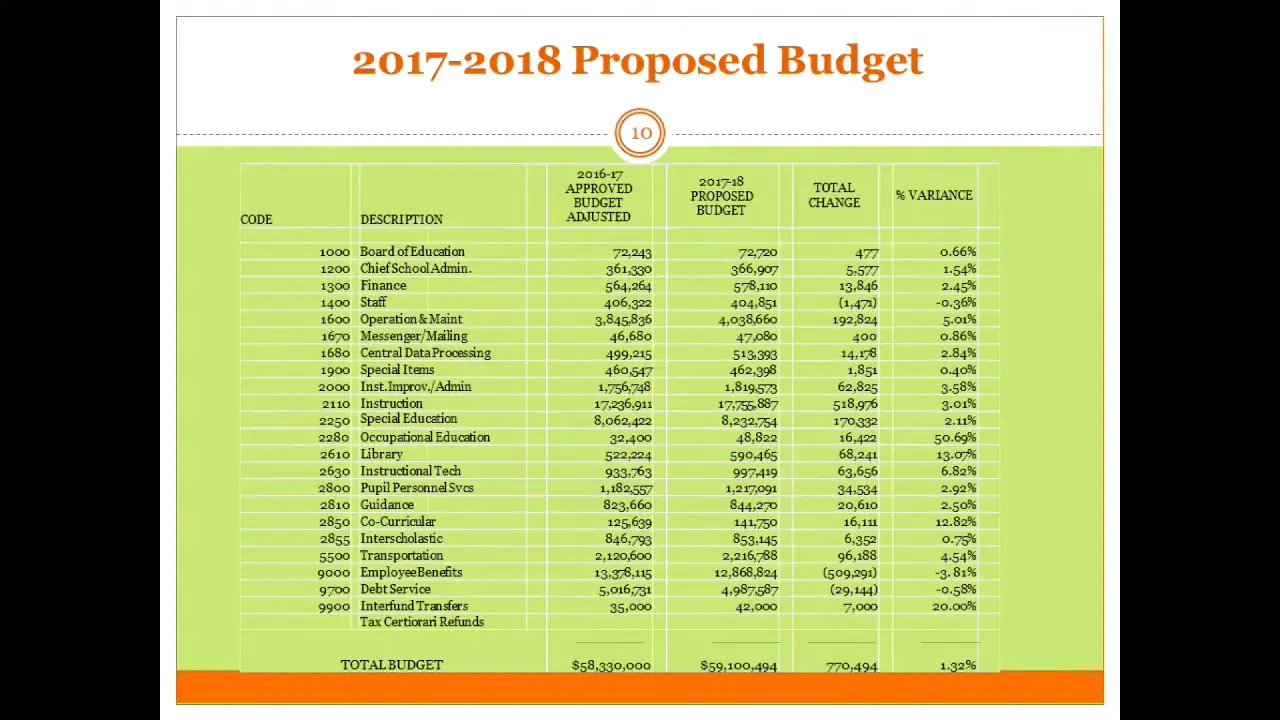 2017-2018 Proposed Budget
10
CODE DESCRIPTION 2016-17 APPROVED BUDGET ADJUSTED 2017-18 PROPOSED BUDGET TOTAL CHANGE % VARIANCE
1000 Board of Education 72,243 72,720 477 0.66%
1200 Chief School Admin. 361,330 366,907 5,577 1.54%
1300 Finance 564,264 578,110 13,846 2.45%
1400 Staff 406,322 404,851 (1,471) -0.36%
1600 Operation & Maint 3,845,836 4,038,660 192,824 5.01%
1670 Messenger/Mailing 46,680 47,080 400 0.86%
1680 Central Data Processing 499,215 513,393 14,178 2.84%
1900 Special Items 460,547 462,398 1,851 0.40%
2000 Inst.Improv./Admin 1,756,748 1,819,573 62,825 3.58%
2110 Instruction 17,236,911 17,755,887 518,976 3.01%
2250 Special Education 8,062,422 8,232,754 170,332 2.11%
2280 Occupational Education 32,400 48,822 16,422 50.69%
2610 Library 522,224 590,465 68,241 13.07%
2630 Instructional Tech 933,763 997,419 63,656 6.82%
2800 Pupil Personnel Svcs 1,182,557 1,217,091 34,534 2.92%
2810 Guidance 823,660 844,270 20,610 2.50%
2850 Co-Curricular 125,639 141,750 16,111 12.82%
2855 Interscholastic 846,793 853,145 6,352 0.75%
5500 Transportation 2,120,600 2,216,788 96,188 4.54%
9000 Employee Benefits 13,378,115 12,868,824 (509,291) -3.81%
9700 Debt Service 5,016,731 4,987,587 (29,144) -0.58%
9900 Interfund Transfers 35,000 42,000 7,000 20.00%
Tax Certiorari Refunds
TOTAL BUDGET $58,330,000 $59,100,494 770,494 1.32%